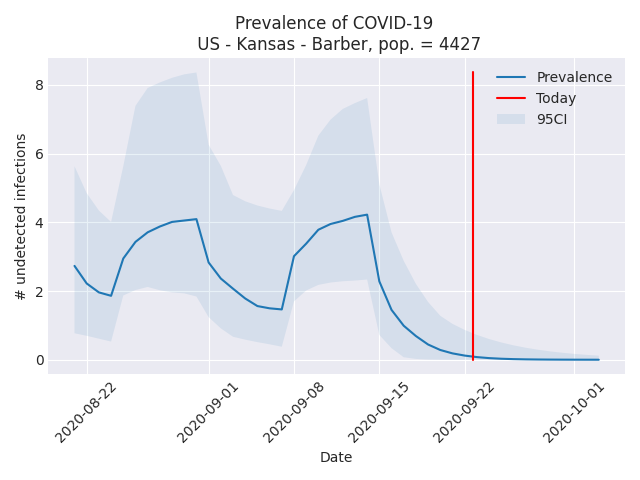 Prevalence of COVID-19
US - Kansas - Barber, pop. = 4427
Prevalence
Today
95CI
# undetected infections
8
6
4
2
0
2020-08-22
2020-09-01
2020-09-08
2020-09-15
2020-09-22
2020-10-01
Date